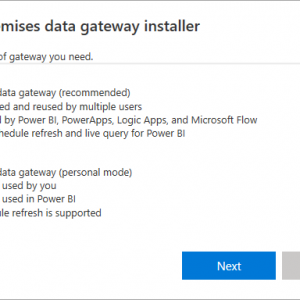 mises data gateway installer
of gateway you need.
data gateway (recommended)
ed and reused by multiple users
d by Power BI, PowerApps, Logic Apps, and Microsoft Flow
hedule refresh and live query for Power BI
data gateway (personal mode)
used by you
used in Power BI
ule refresh is supported
Next